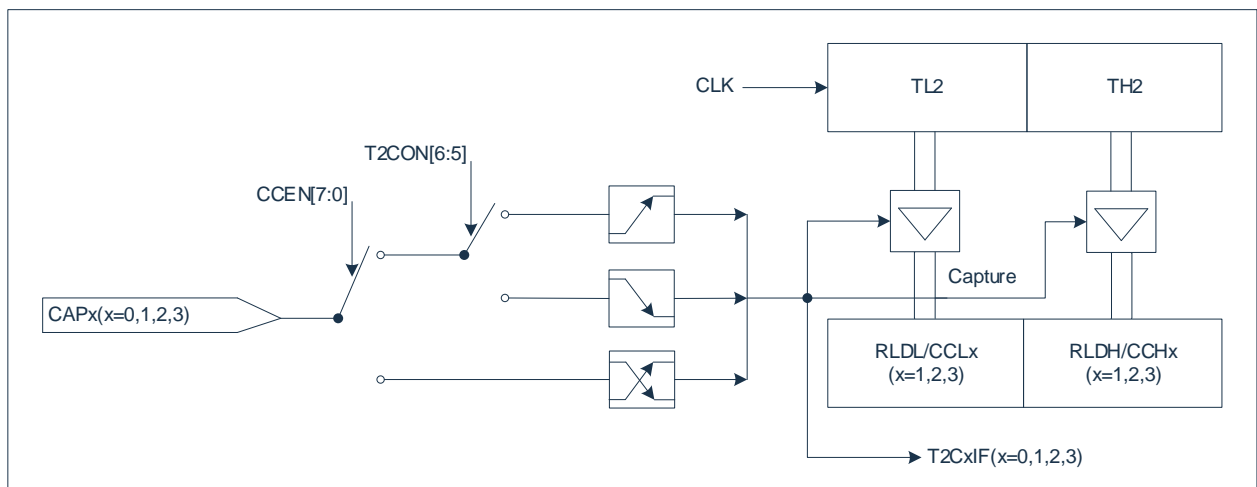 CLK
TL2
TH2
T2CON[6:5]
CCEN[7:0]
Capture
CAPx(x=0,1,2,3)
RLDL/CCLx
(x=1,2,3)
RLDH/CCHx
(x=1,2,3)
T2CxIF(x=0,1,2,3)